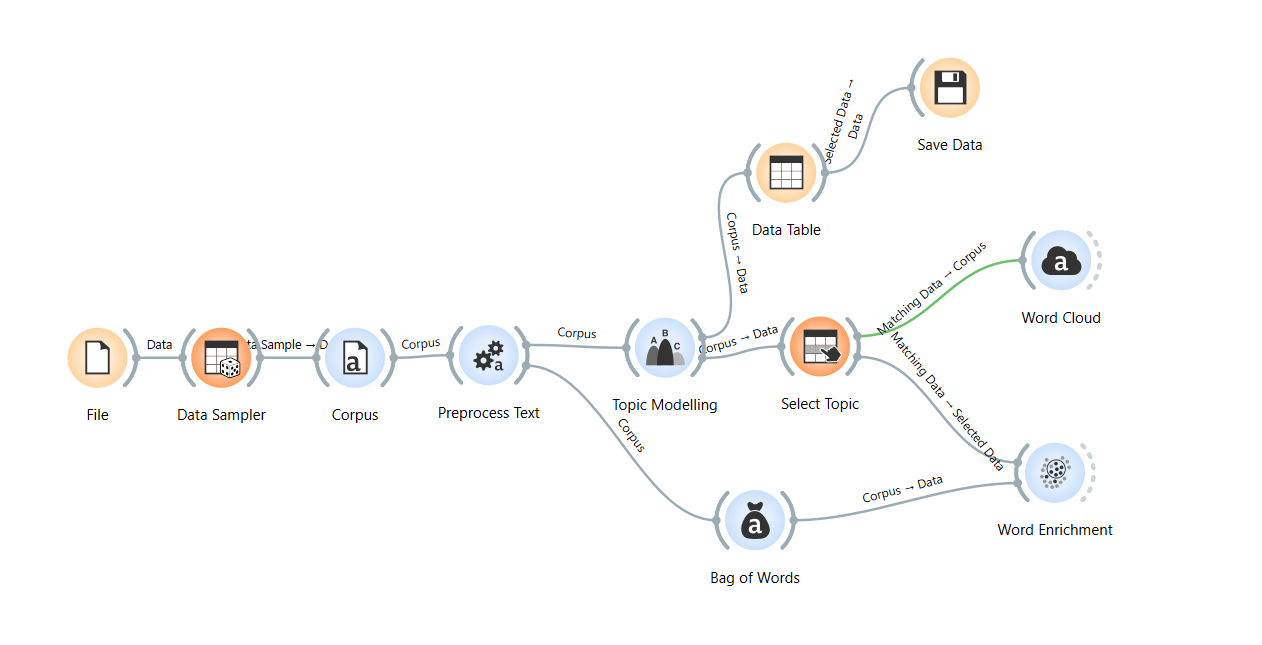 Save Data
Selected Data →
Data
Data Table
Corpus → Data
Matching Data → Corpus
Word Cloud
File
Data
Data Sampler
ta Sample → D
Corpus
Corpus
Preprocess Text
Corpus
A B C
Topic Modelling
Corpus → Data
Select Topic
Matching Data → Selected Data
Corpus
a
Bag of Words
Corpus → Data
Word Enrichment
a
a
a